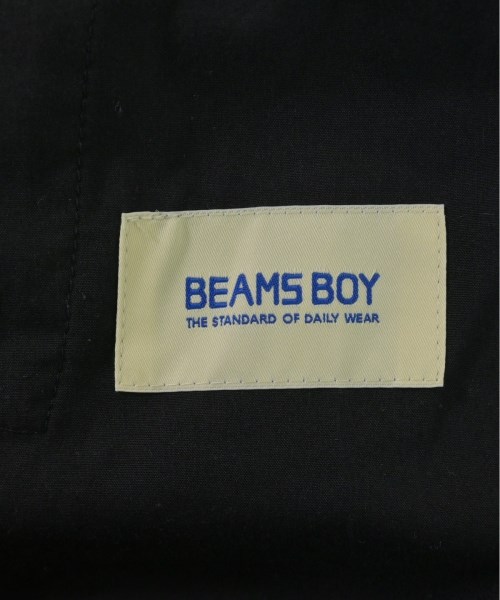 BEAMS BOY
THE STANDARD OF DAILY WEAR